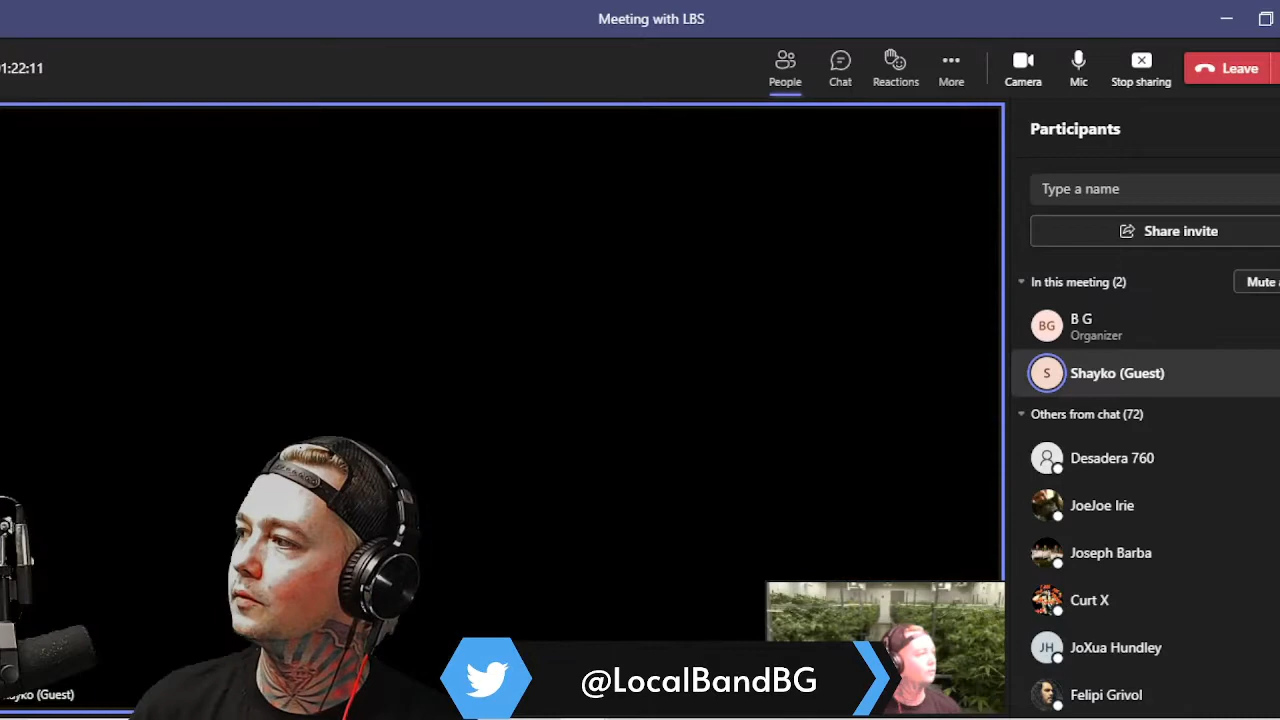 Meeting with LBS
1:22:11
People
Chat
Reactions
More
Camera
Mic
Stop sharing
Leave
Participants
Type a name
Share invite
In this meeting (2)
Mute
BG
B G
Organizer
S
Shayko (Guest)
Others from chat (72)
Desadera 760
JoeJoe Irie
Joseph Barba
Curt X
JH
JoXua Hundley
Felipi Grivol
(Guest)
@LocalBandBG